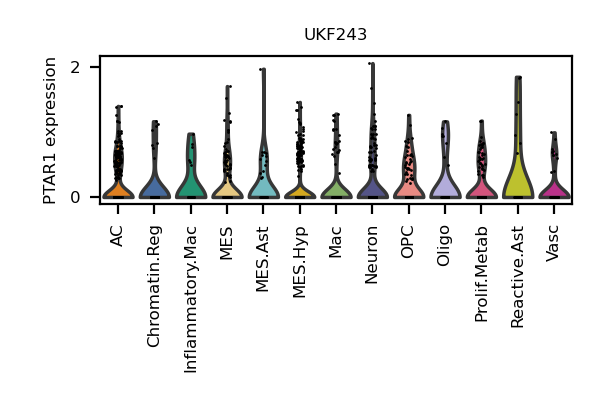 UKF243
PTAR1 expression
2
0
AC
Chromatin.Reg
Inflammatory.Mac
MES
MES.Ast
MES.Hyp
Mac
Neuron
OPC
Oligo
Prolif.Metab
Reactive.Ast
Vasc